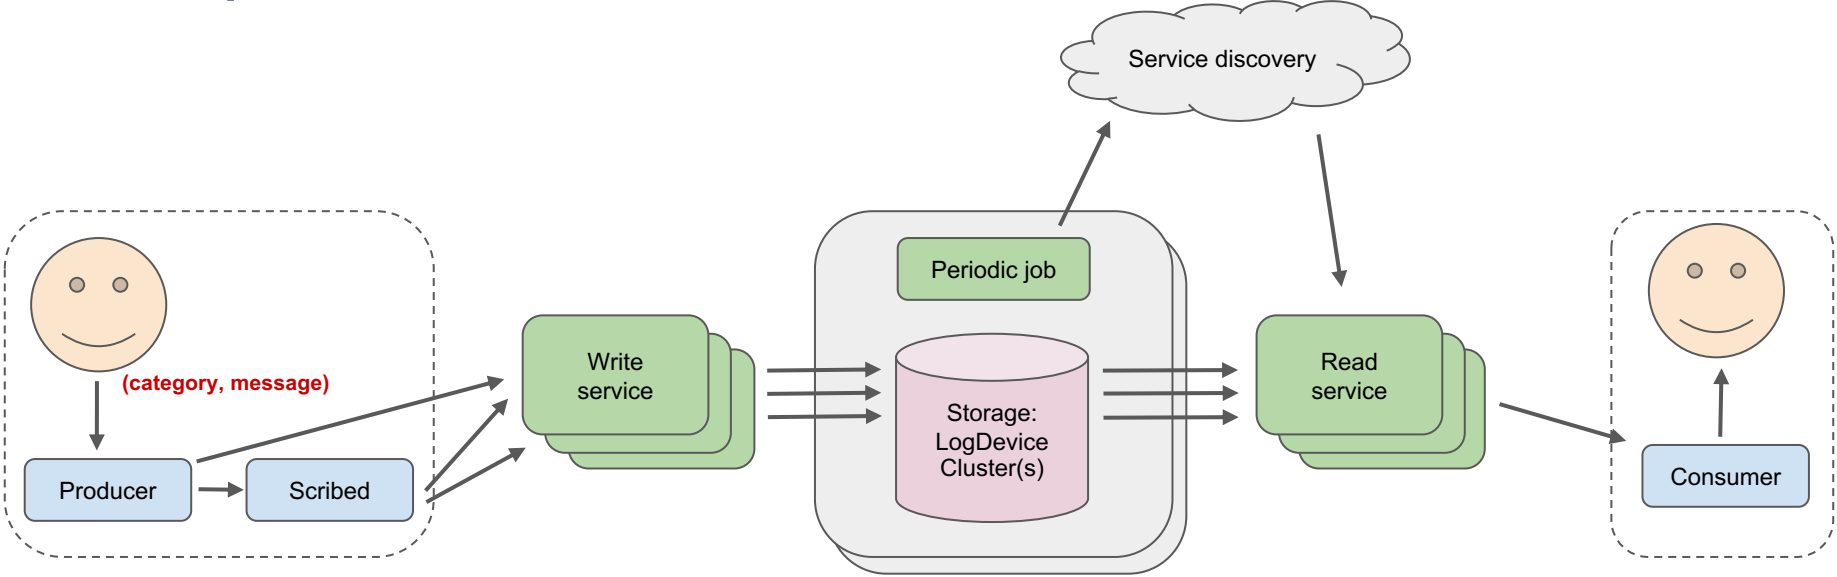 Service discovery
Periodic job
(category, message)
Write
service
Read
service
Storage:
LogDevice
Cluster(s)
Producer
Scribed
Consumer